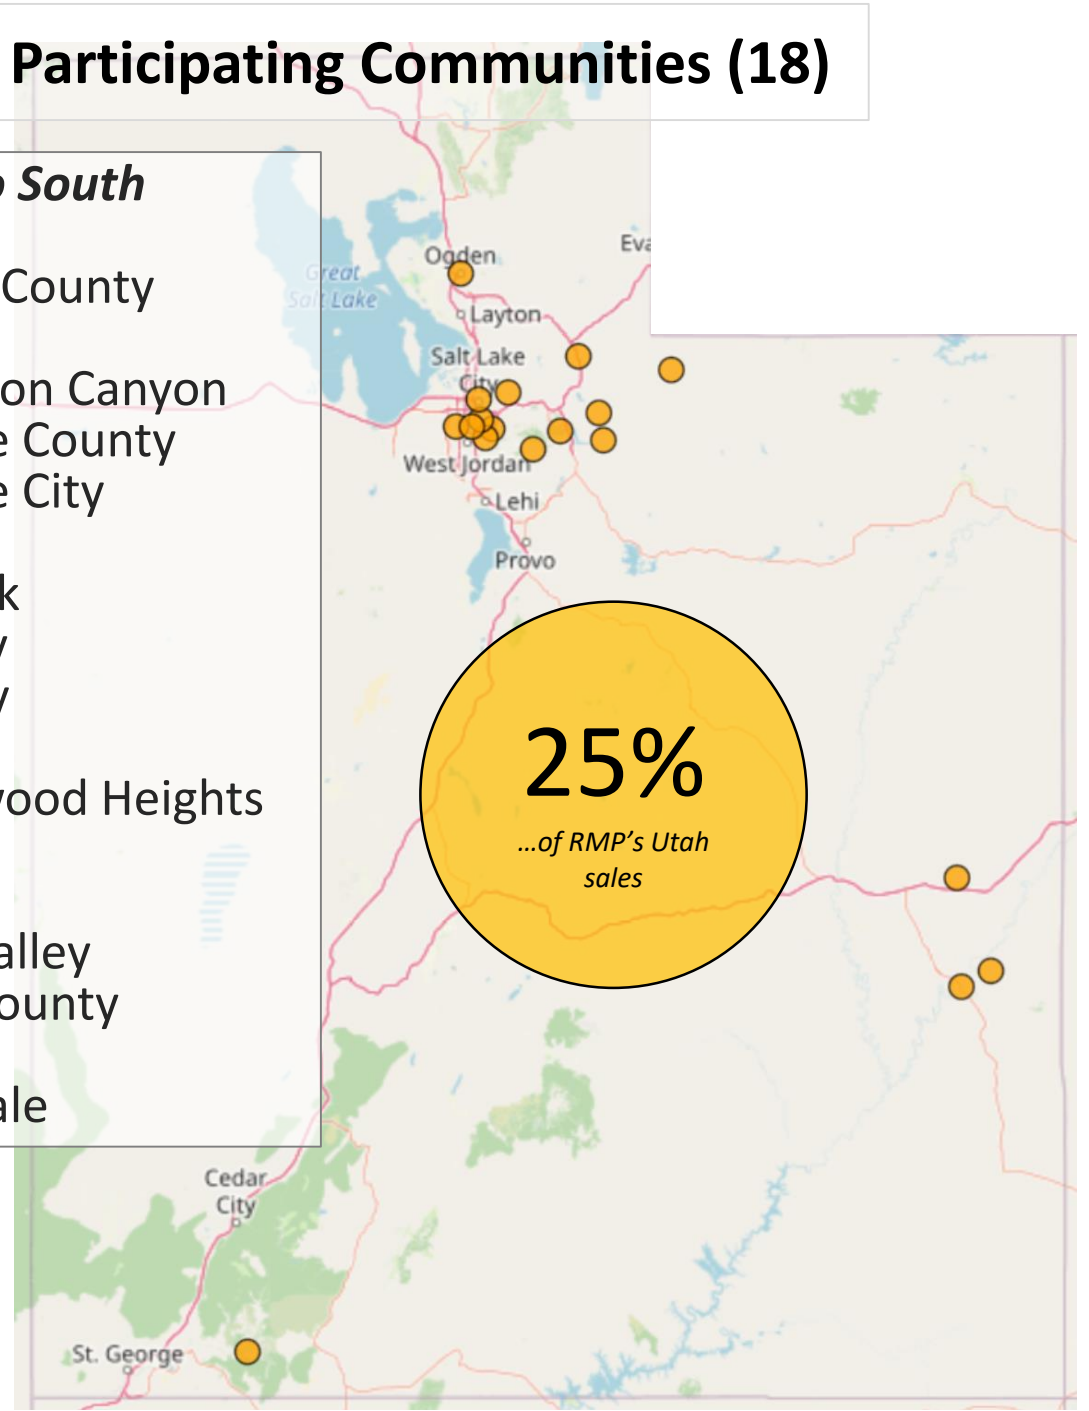 Participating Communities (18)
South
County
on Canyon
County
City
Heights
alley
ounty
ale
Great
Salt Lake
Ogden
Eva
Layton
Salt Lake
City
West Jordan
Lehi
Provo
25%
...of RMP's Utah
sales
Cedar
City
St. George